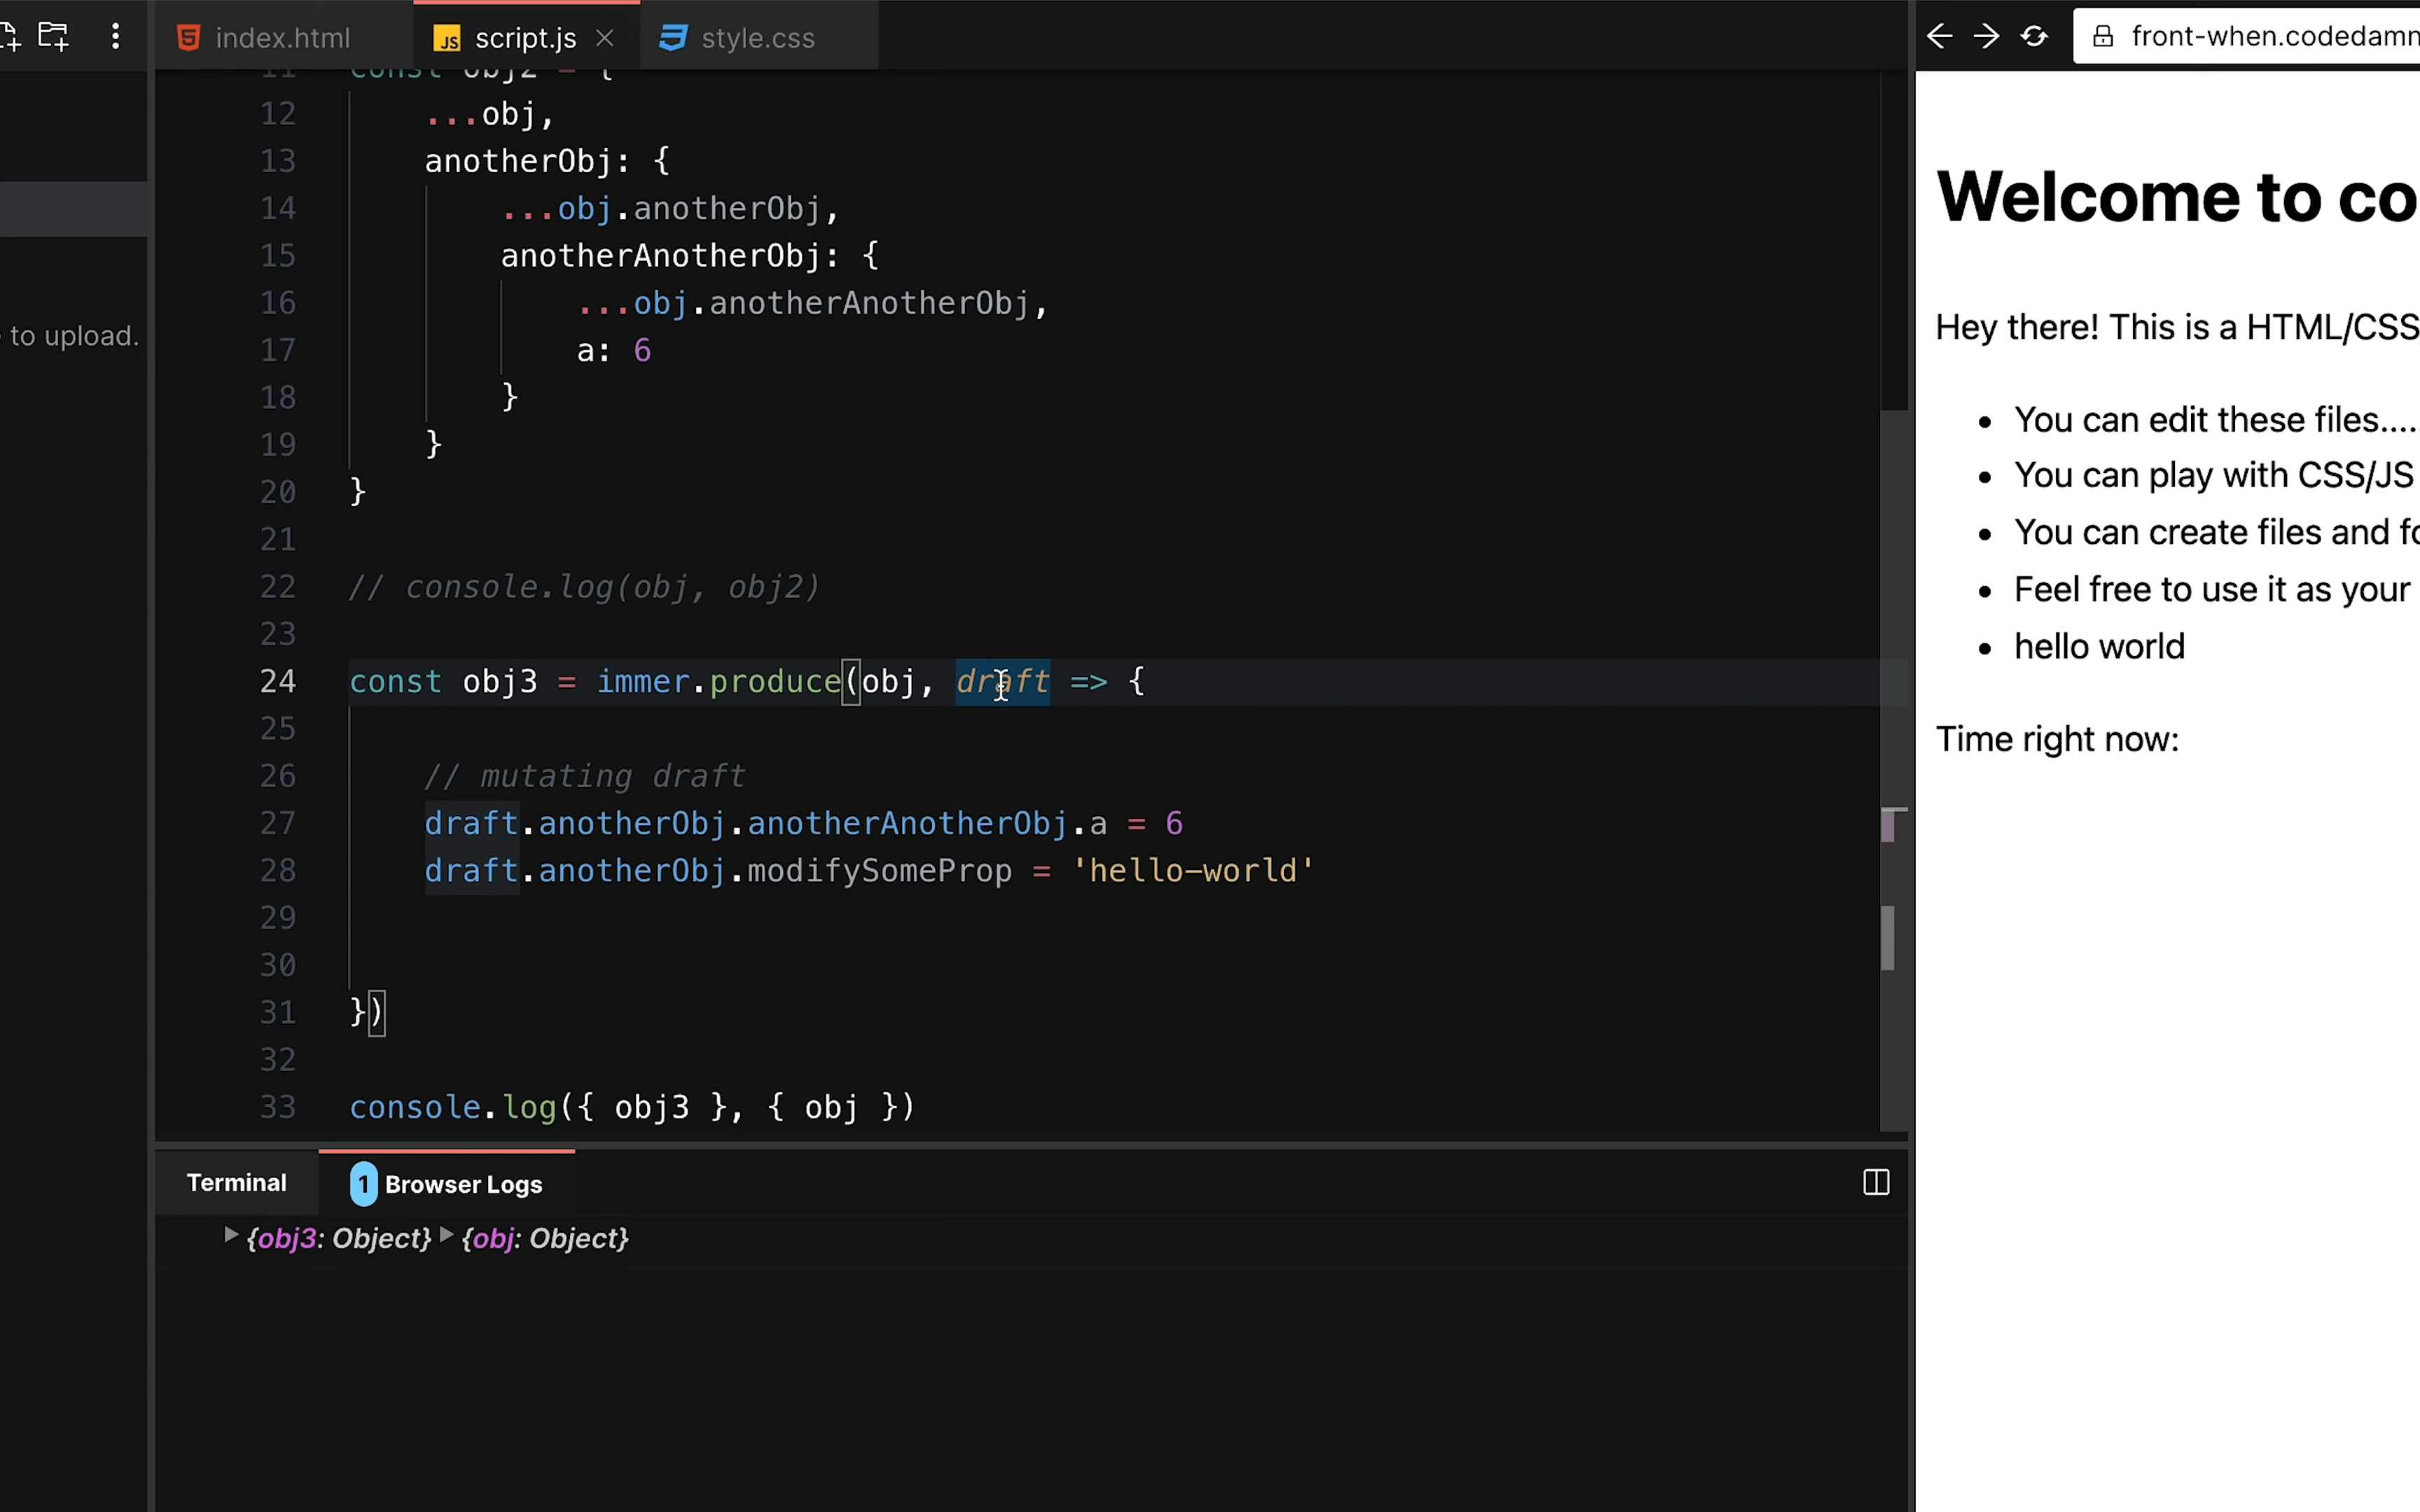 index.html
JS script.js
style.css
front-when.codedamn
to upload.
11 const obj2 = {
12 ...obj,
13 anotherObj: {
14 ...obj.anotherObj,
15 anotherAnotherObj: {
16 ...obj.anotherAnotherObj,
17 a: 6
18 }
19 }
20 }
21
22 // console.log(obj, obj2)
23
24 const obj3 = immer.produce(obj, draft => {
25
26 // mutating draft
27 draft.anotherObj.anotherAnotherObj.a = 6
28 draft.anotherObj.modifySomeProp = 'hello-world'
29
30
31 })
32
33 console.log({ obj3 }, { obj })
Terminal
1 Browser Logs
{obj3: Object} {obj: Object}
Welcome to co
Hey there! This is a HTML/CSS
• You can edit these files....
• You can play with CSS/JS
• You can create files and fo
• Feel free to use it as your
• hello world
Time right now: